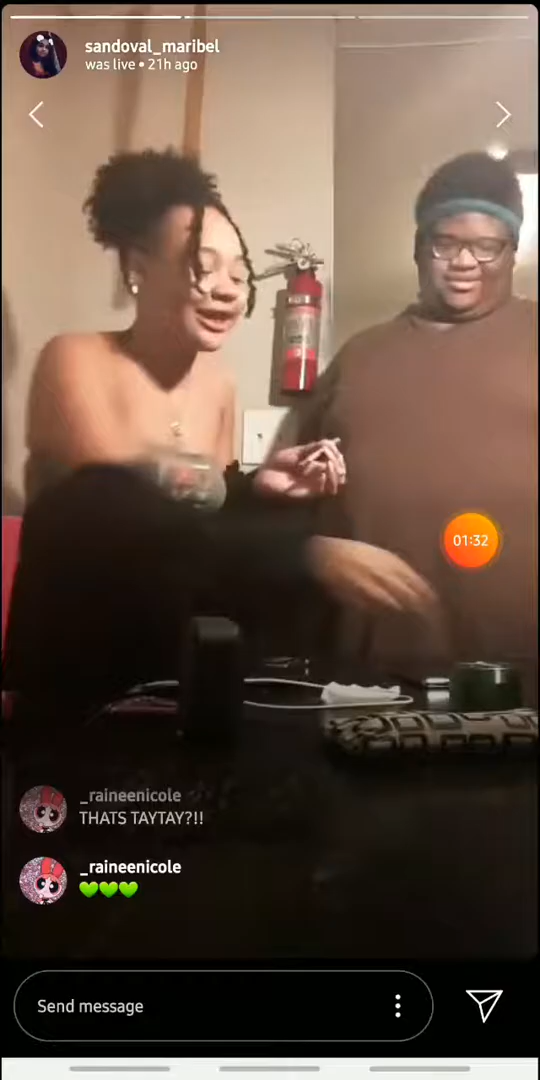 sandoval_maribel
was live • 21h ago
01:32
_raineenicole
THATS TAYTAY?!!
_raineenicole
💚💚💚
Send message